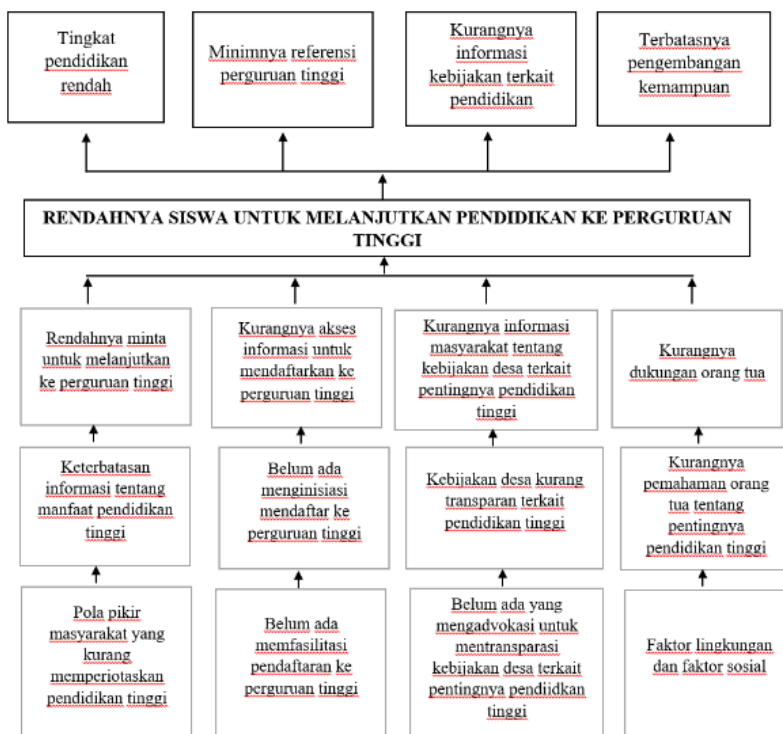 Tingkat
pendidikan
rendah
Minimnya referensi
perguruan tinggi
Kurangnya
informasi
kebijakan terkait
pendidikan
Terbatasnya
pengembangan
kemampuan
RENDAHNYA SISWA UNTUK MELANJUTKAN PENDIDIKAN KE PERGURUAN
TINGGI
Rendahnya minta
untuk melanjutkan
ke perguruan tinggi
Kurangnya akses
informasi untuk
mendaftarkan ke
perguruan tinggi
Kurangnya informasi
masyarakat tentang
kebijakan desa terkait
pentingnya pendidikan
tinggi
Kurangnya
dukungan orang tua
Keterbatasan
informasi tentang
manfaat pendidikan
tinggi
Belum ada
menginisiasi
mendaftar ke
perguruan tinggi
Kebijakan desa kurang
transparan terkait
pendidikan tinggi
Kurangnya
pemahaman orang
tua tentang
pentingnya
pendidikan tinggi
Pola pikir
masyarakat yang
kurang
memperiotaskan
pendidikan tinggi
Belum ada
memfasilitasi
pendaftaran ke
perguruan tinggi
Belum ada yang
mengadvokasi untuk
mentransparasi
kebijakan desa terkait
pentingnya pendiidkan
tinggi
Faktor lingkungan
dan faktor sosial